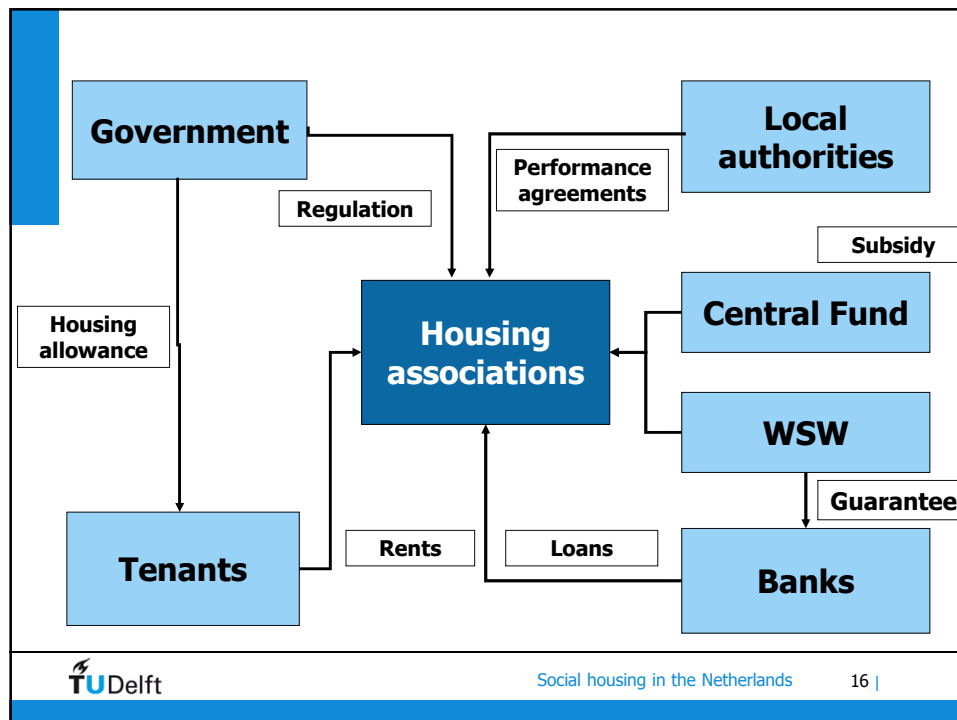 Government
Local
authorities
Performance
agreements
Regulation
Subsidy
Housing
allowance
Housing
associations
Central Fund
WSW
Guarantee
Tenants
Rents
Loans
Banks
TUDelft
Social housing in the Netherlands 16 |